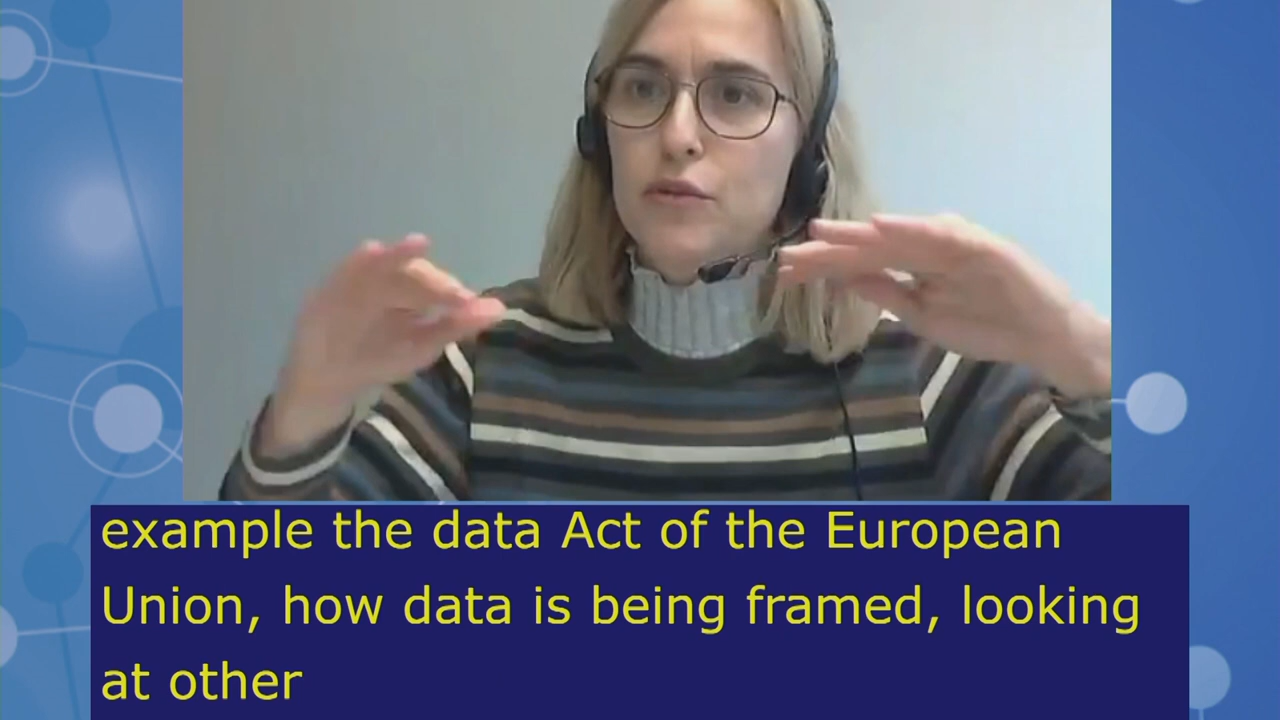 example the data Act of the European
Union, how data is being framed, looking
at other